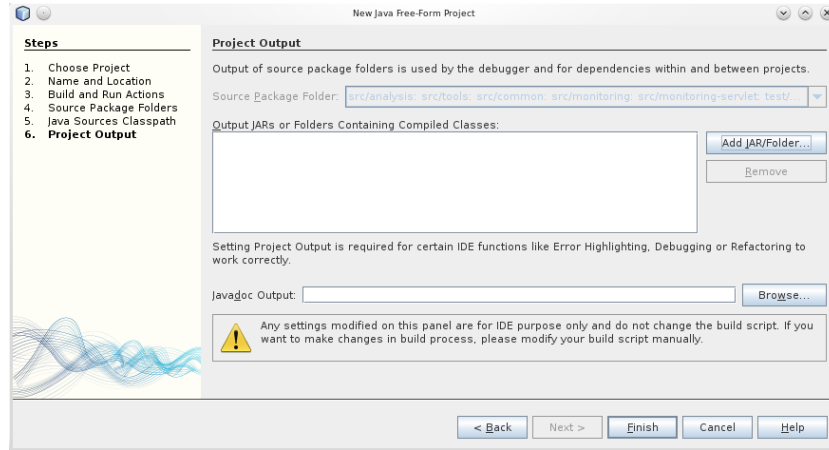 New Java Free-Form Project
Steps
1. Choose Project
2. Name and Location
3. Build and Run Actions
4. Source Package Folders
5. Java Sources Classpath
6. Project Output
Project Output
Output of source package folders is used by the debugger and for dependencies within and between projects.
Source Package Folder: src/analysis: src/tools: src/common: src/monitoring: src/monitoring-servlet: test/...
Output JARs or Folders Containing Compiled Classes:
Add JAR/Folder...
Remove
Setting Project Output is required for certain IDE functions like Error Highlighting, Debugging or Refactoring to
work correctly.
Javadoc Output:
Browse...
Any settings modified on this panel are for IDE purpose only and do not change the build script. If you
want to make changes in build process, please modify your build script manually.
< Back Next > Finish Cancel Help